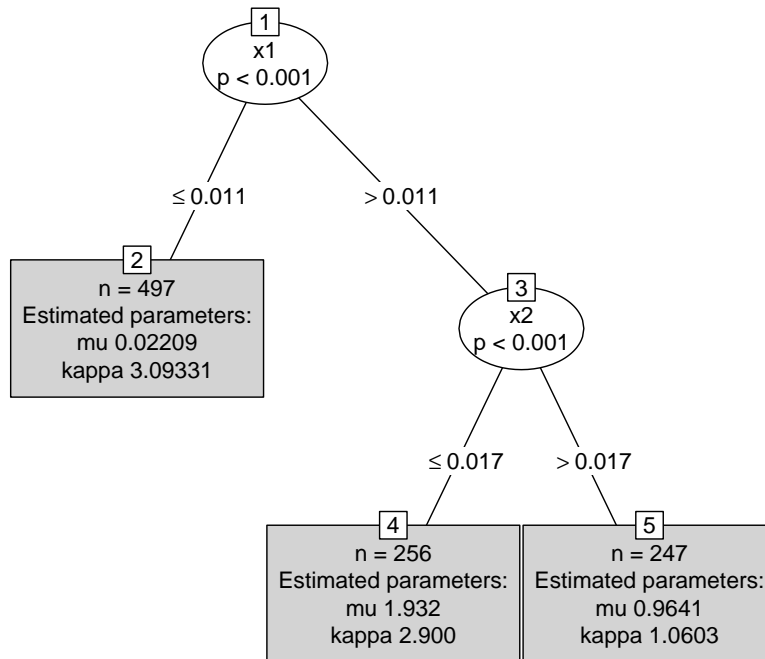 1
x1
p < 0.001
≤ 0.011
> 0.011
2
n = 497
Estimated parameters:
mu 0.02209
kappa 3.09331
3
x2
p < 0.001
≤ 0.017
> 0.017
4
n = 256
Estimated parameters:
mu 1.932
kappa 2.900
5
n = 247
Estimated parameters:
mu 0.9641
kappa 1.0603